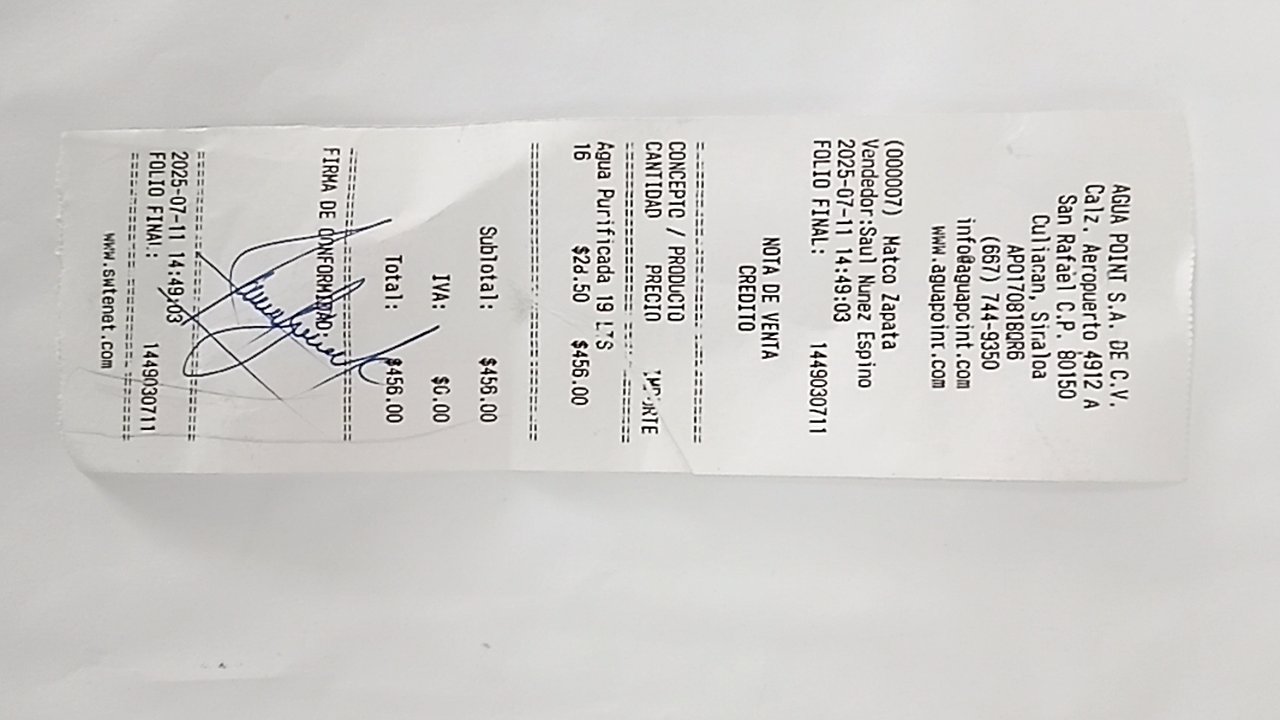 AGUA POINT S.A. DE C.V.
Calz. Aeropuerto 4912 A
San Rafael C.P. 80150
Culiacan, Sinaloa
APO170818QR6
(667) 744-9350
info@aguapoint.com
www.aguapoint.com
(000007) Matco Zapata
Vendedor:Saul Nunez Espino
2025-07-11 14:49:03
FOLIO FINAL: 1449030711
NOTA DE VENTA
CREDITO
==============================
CONCEPTO / PRODUCTO
CANTIDAD PRECIO IMPORTE
==============================
Agua Purificada 19 LTS
16 $28.50 $456.00
==============================
Subtotal: $456.00
IVA: $0.00
Total: $456.00
==============================
FIRMA DE CONFORMIDAD:
==============================
2025-07-11 14:49:03
FOLIO FINAL: 1449030711
==============================
www.swtenet.com